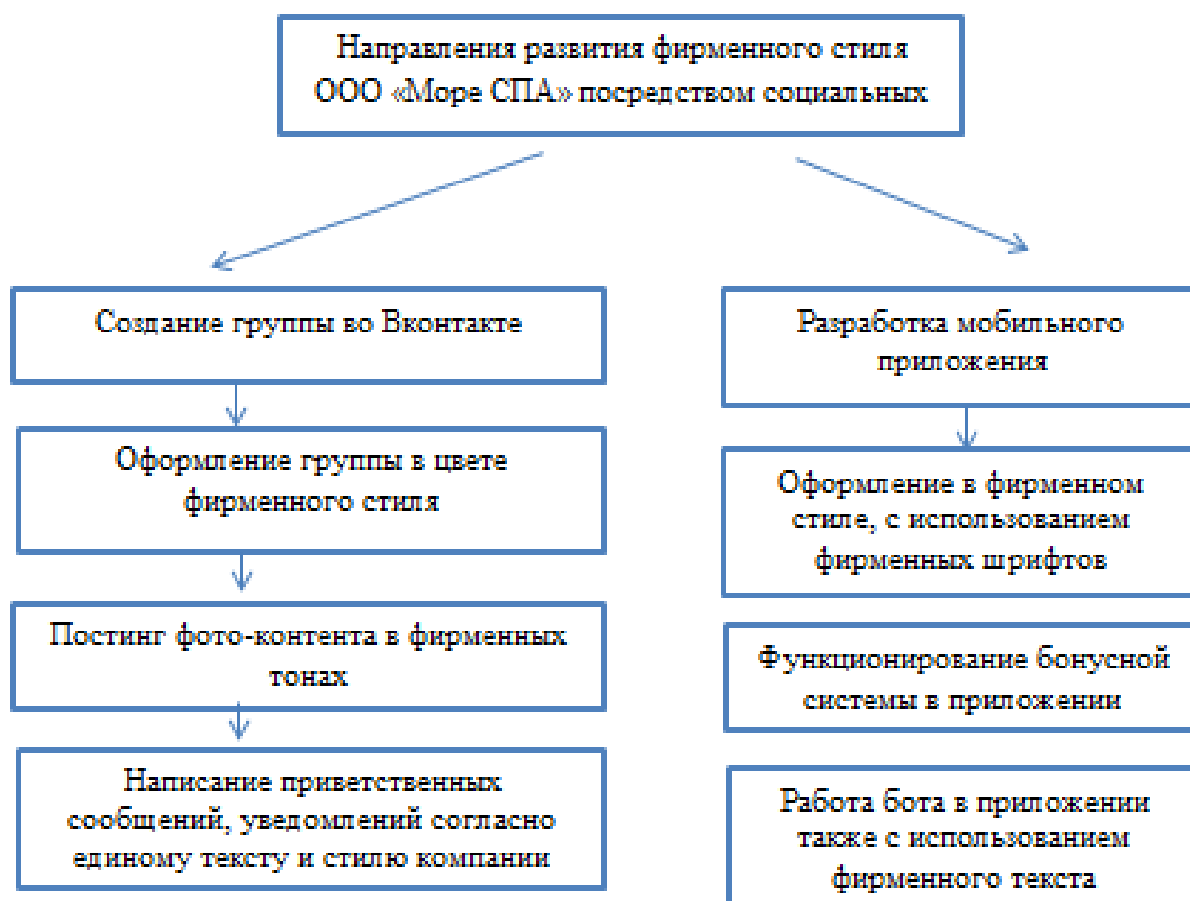 Направления развития фирменного стиля
ООО «Море СПА» посредством социальных
Создание группы во Вконтакте
Разработка мобильного
приложения
Оформление группы в цвете
фирменного стиля
Оформление в фирменном
стиле, с использованием
фирменных шрифтов
Постинг фото-контента в фирменных
тонах
Функционирование бонусной
системы в приложении
Написание приветственных
сообщений, уведомлений согласно
единому тексту и стилю компании
Работа бота в приложении
также с использованием
фирменного текста